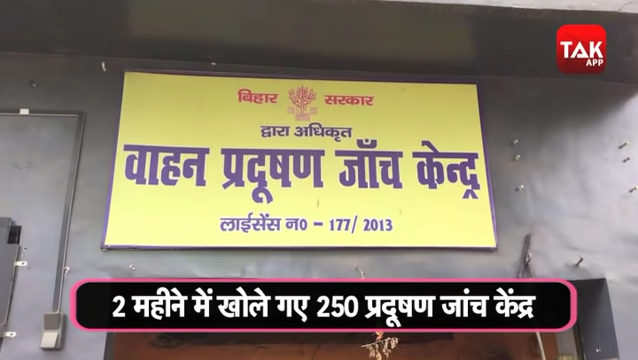 TAK
APP
बिहार सरकार
द्वारा अधिकृत
वाहन प्रदूषण जाँच केन्द्र
लाईसेंस न0 - 177/ 2013
2 महीने में खोले गए 250 प्रदूषण जांच केंद्र